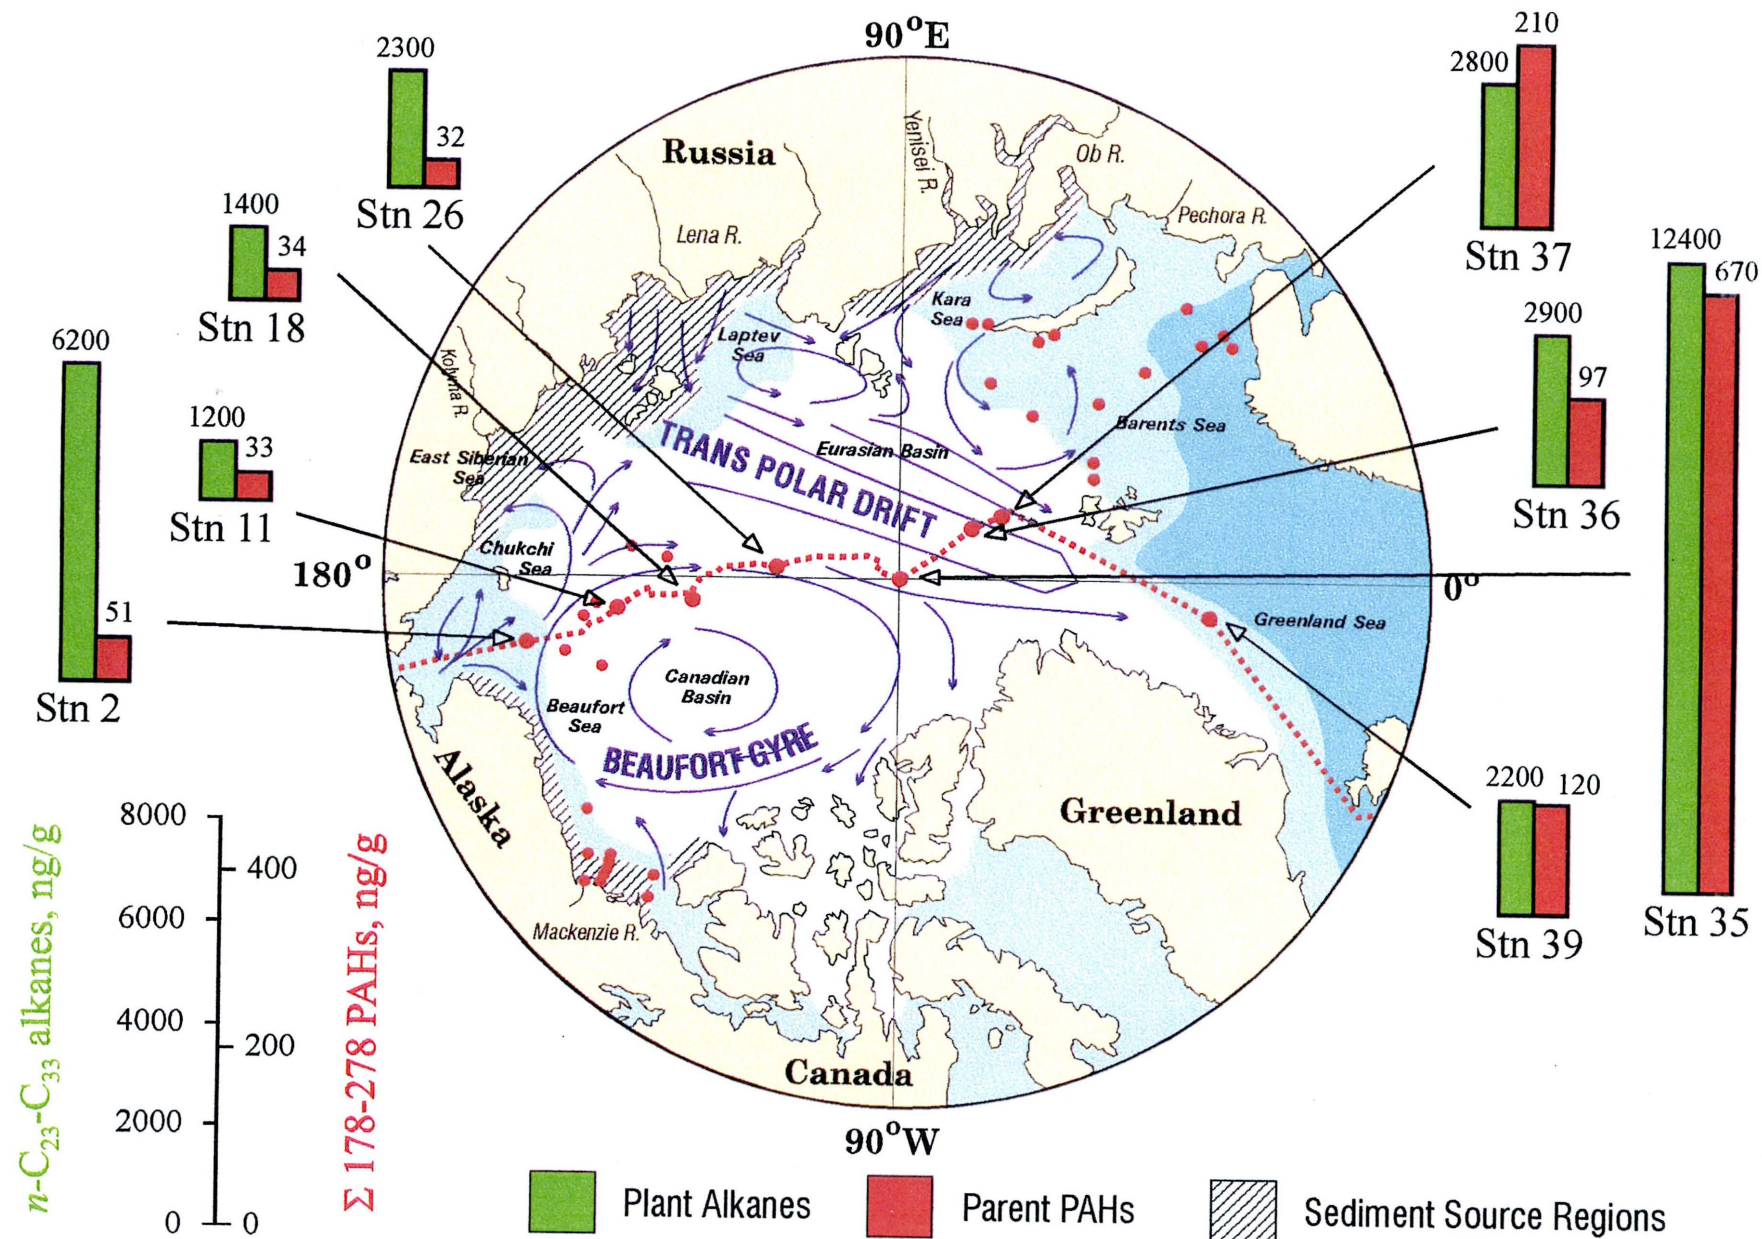 90°E
2300
32
Stn 26
1400
34
Stn 18
6200
51
Stn 2
1200
33
Stn 11
210
2800
Stn 37
12400
670
Stn 35
2900
97
Stn 36
2200
120
Stn 39
Russia
Yenisei R.
Ob R.
Pechora R.
Lena R.
Kolyma R.
Kara
Sea
Laptev
Sea
East Siberian
Sea
Eurasian Basin
Barents Sea
TRANS POLAR DRIFT
Chukchi
Sea
180°
0°
Greenland Sea
Canadian
Basin
Beaufort
Sea
BEAUFORT GYRE
Alaska
Greenland
Mackenzie R.
Canada
90°W
n-C23-C33 alkanes, ng/g
8000
6000
4000
2000
0
400
200
0
Σ 178-278 PAHs, ng/g
Plant Alkanes
Parent PAHs
Sediment Source Regions